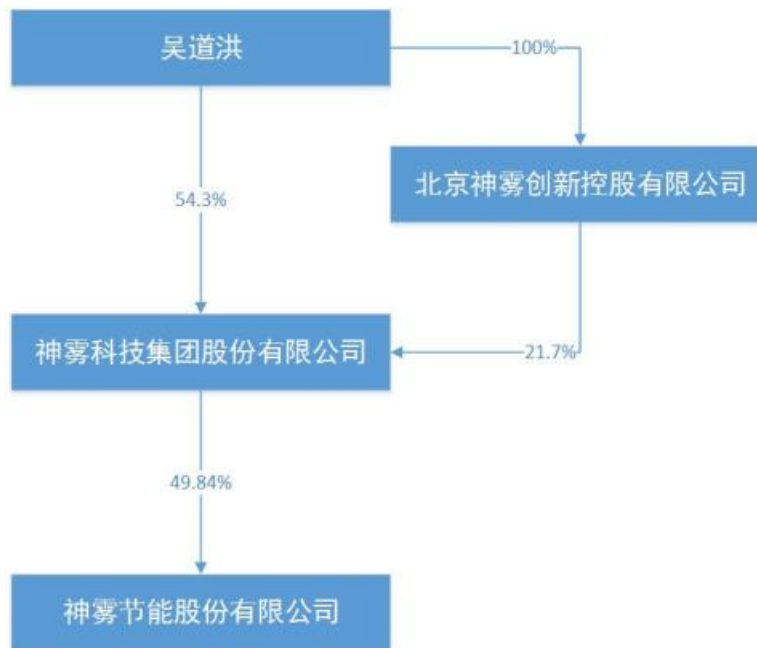 吴道洪
100%
北京神雾创新控股有限公司
54.3%
神雾科技集团股份有限公司
21.7%
49.84%
神雾节能股份有限公司